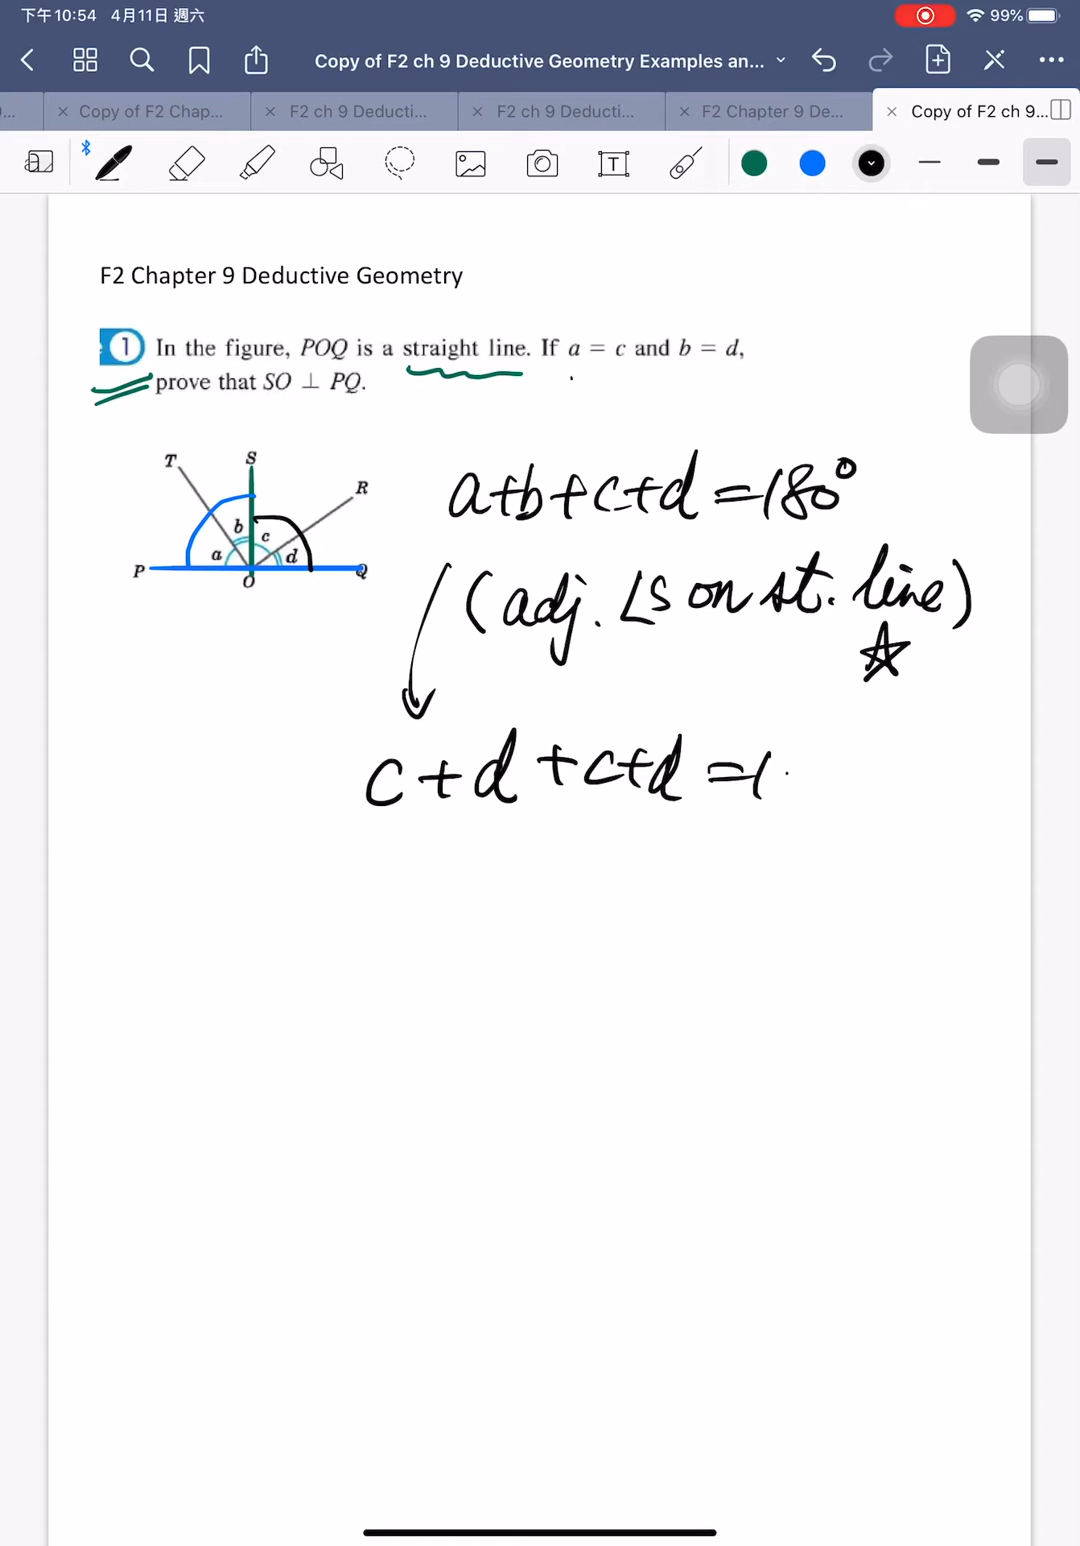 下午10:54 4月11日 週六
99%
Copy of F2 ch 9 Deductive Geometry Examples an...
...
Copy of F2 Chap...
F2 ch 9 Deducti...
F2 ch 9 Deducti...
F2 Chapter 9 De...
Copy of F2 ch 9...
a
T
F2 Chapter 9 Deductive Geometry
1 In the figure, POQ is a straight line. If a = c and b = d,
prove that SO ⊥ PQ.
T S R
b c
a d
P O Q
a+b+c+d=180°
(adj. ∠s on st. line)
c+d+c+d=1